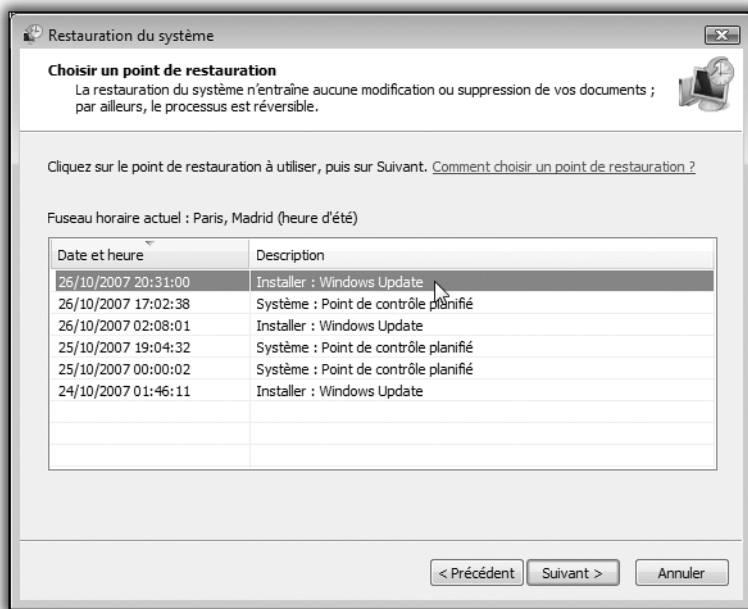 Restauration du système
Choisir un point de restauration
La restauration du système n'entraîne aucune modification ou suppression de vos documents ;
par ailleurs, le processus est réversible.
Cliquez sur le point de restauration à utiliser, puis sur Suivant. Comment choisir un point de restauration ?
Fuseau horaire actuel : Paris, Madrid (heure d'été)
Date et heure Description
26/10/2007 20:31:00 Installer : Windows Update
26/10/2007 17:02:38 Système : Point de contrôle planifié
26/10/2007 02:08:01 Installer : Windows Update
25/10/2007 19:04:32 Système : Point de contrôle planifié
25/10/2007 00:00:02 Système : Point de contrôle planifié
24/10/2007 01:46:11 Installer : Windows Update
< Précédent Suivant > Annuler